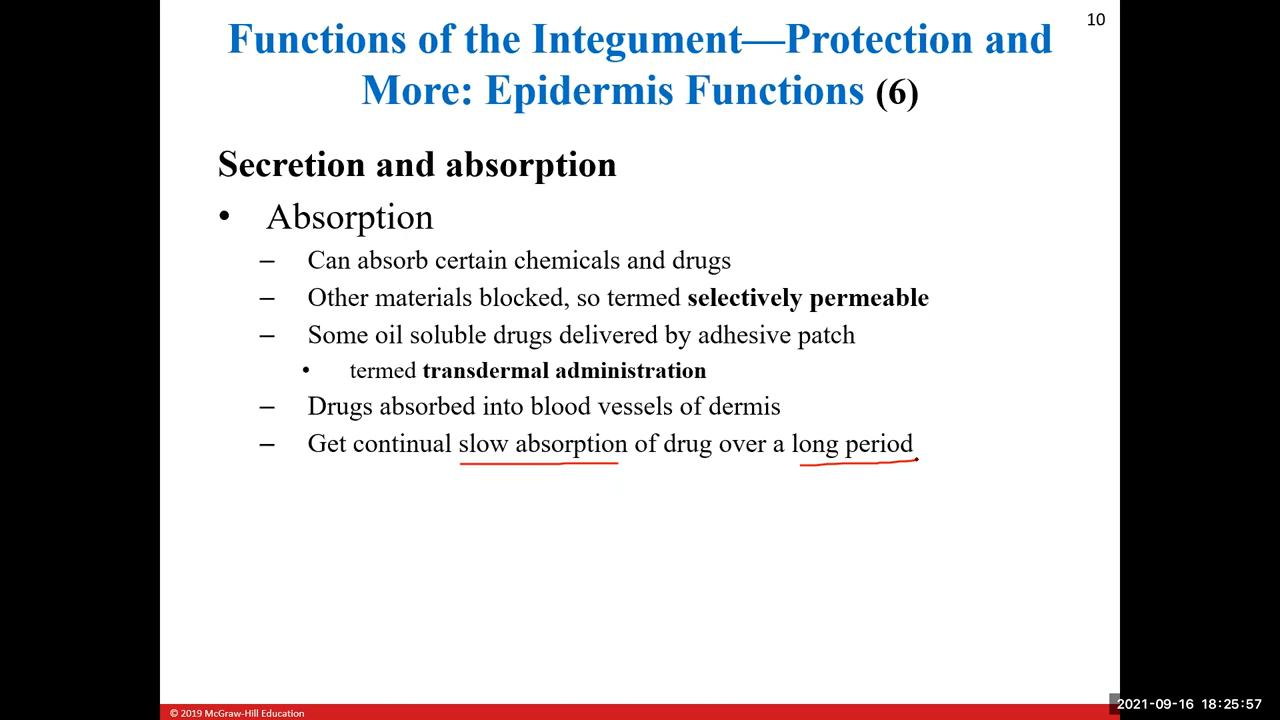 10
Functions of the Integument—Protection and
More: Epidermis Functions (6)
Secretion and absorption
• Absorption
– Can absorb certain chemicals and drugs
– Other materials blocked, so termed selectively permeable
– Some oil soluble drugs delivered by adhesive patch
• termed transdermal administration
– Drugs absorbed into blood vessels of dermis
– Get continual slow absorption of drug over a long period
© 2019 McGraw-Hill Education
2021-09-16 18:25:57